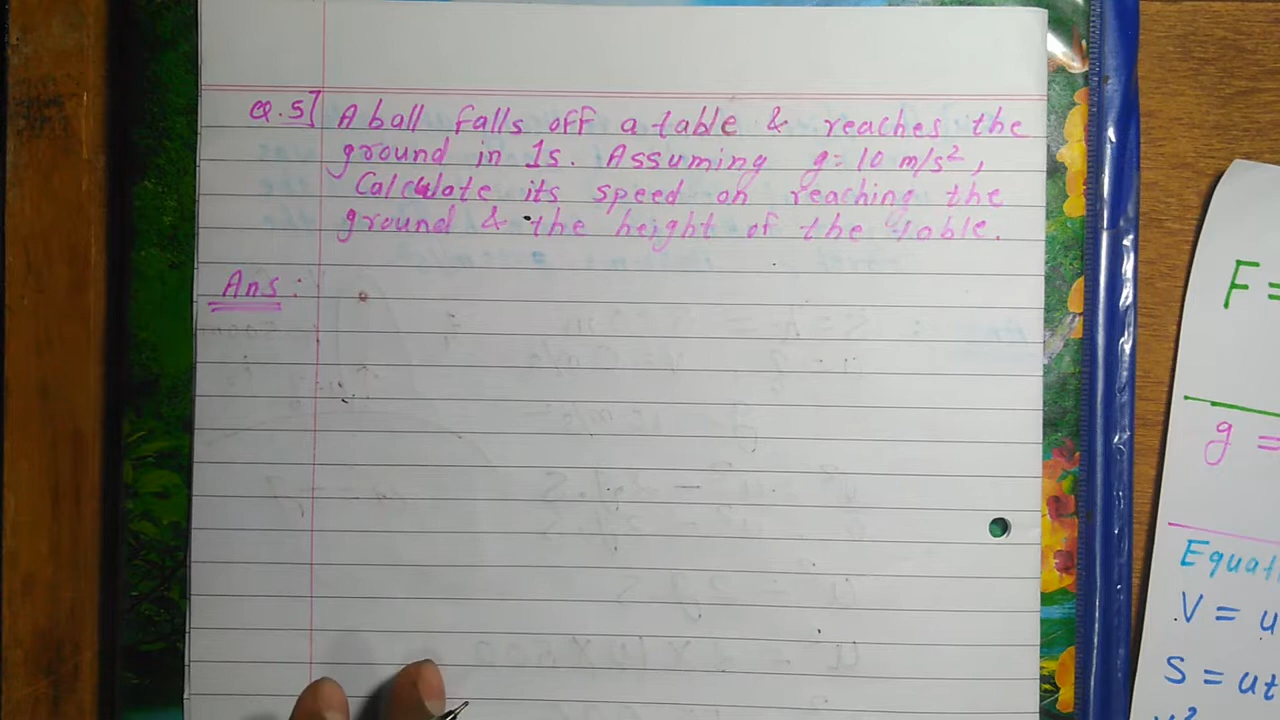 Q.5] A ball falls off a table & reaches the
ground in 1s. Assuming g = 10 m/s²,
Calculate its speed on reaching the
ground & the height of the table.
Ans :
F =
g =
Equati
V = u
S = ut